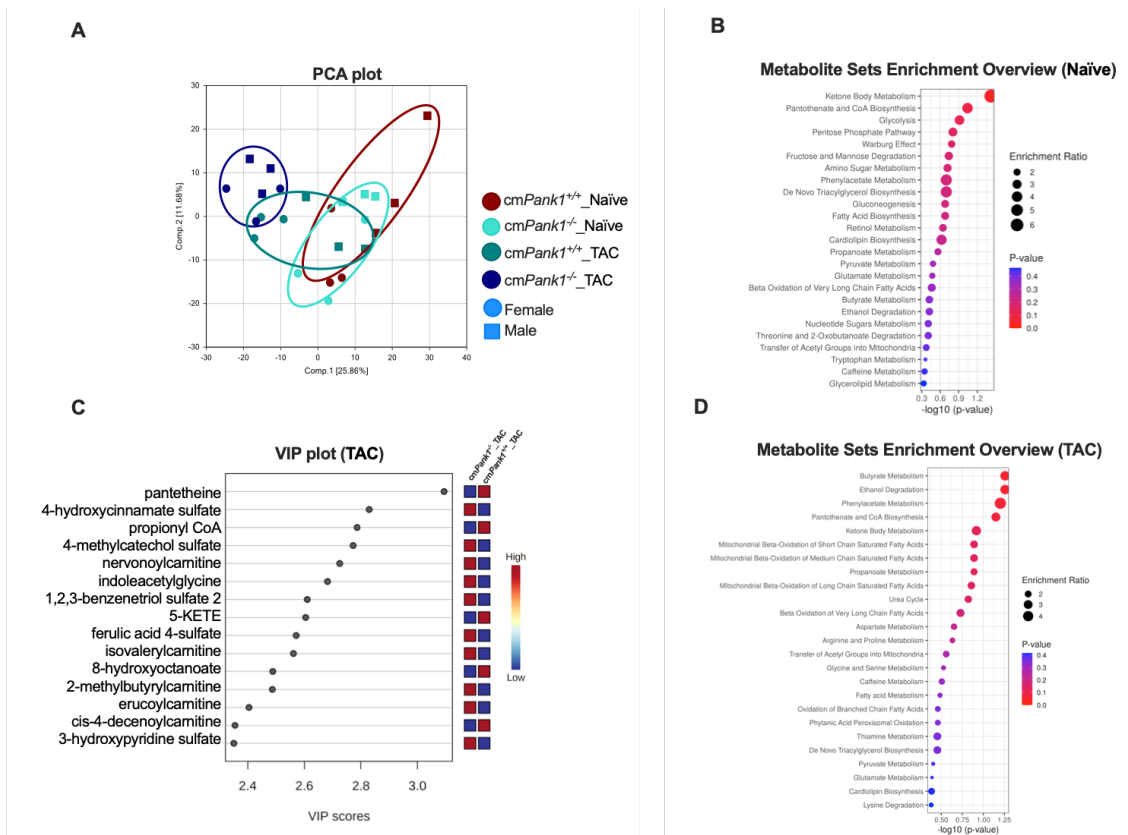 A
PCA plot
30
20
10
0
-10
-20
-30
Comp.2 [11.68%]
-30 -20 -10 0 10 20 30 40
Comp.1 [25.86%]
cmPank1+/+_Naïve
cmPank1-/-_Naïve
cmPank1+/+_TAC
cmPank1-/-_TAC
Female
Male
B
Metabolite Sets Enrichment Overview (Naïve)
Ketone Body Metabolism
Pantothenate and CoA Biosynthesis
Glycolysis
Pentose Phosphate Pathway
Warburg Effect
Fructose and Mannose Degradation
Amino Sugar Metabolism
Phenylacetate Metabolism
De Novo Triacylglycerol Biosynthesis
Gluconeogenesis
Fatty Acid Biosynthesis
Retinol Metabolism
Cardiolipin Biosynthesis
Propanoate Metabolism
Pyruvate Metabolism
Glutamate Metabolism
Beta Oxidation of Very Long Chain Fatty Acids
Butyrate Metabolism
Ethanol Degradation
Nucleotide Sugars Metabolism
Threonine and 2-Oxobutanoate Degradation
Transfer of Acetyl Groups into Mitochondria
Tryptophan Metabolism
Caffeine Metabolism
Glycerolipid Metabolism
0.3 0.6 0.9 1.2
-log10 (p-value)
Enrichment Ratio
2
3
4
5
6
P-value
0.4
0.3
0.2
0.1
0.0
C
VIP plot (TAC)
cmPank1-/-_TAC
cmPank1+/+_TAC
pantetheine
4-hydroxycinnamate sulfate
propionyl CoA
4-methylcatechol sulfate
nervonoylcarnitine
indoleacetylglycine
1,2,3-benzenetriol sulfate 2
5-KETE
ferulic acid 4-sulfate
isovalerylcarnitine
8-hydroxyoctanoate
2-methylbutyrylcarnitine
erucoylcarnitine
cis-4-decenoylcarnitine
3-hydroxypyridine sulfate
2.4 2.6 2.8 3.0
VIP scores
High
Low
D
Metabolite Sets Enrichment Overview (TAC)
Butyrate Metabolism
Ethanol Degradation
Phenylacetate Metabolism
Pantothenate and CoA Biosynthesis
Ketone Body Metabolism
Mitochondrial Beta-Oxidation of Short Chain Saturated Fatty Acids
Mitochondrial Beta-Oxidation of Medium Chain Saturated Fatty Acids
Propanoate Metabolism
Mitochondrial Beta-Oxidation of Long Chain Saturated Fatty Acids
Urea Cycle
Beta Oxidation of Very Long Chain Fatty Acids
Aspartate Metabolism
Arginine and Proline Metabolism
Transfer of Acetyl Groups into Mitochondria
Glycine and Serine Metabolism
Caffeine Metabolism
Fatty acid Metabolism
Oxidation of Branched Chain Fatty Acids
Phytanic Acid Peroxisomal Oxidation
Thiamine Metabolism
De Novo Triacylglycerol Biosynthesis
Pyruvate Metabolism
Glutamate Metabolism
Cardiolipin Biosynthesis
Lysine Degradation
0.50 0.75 1.00 1.25
-log10 (p-value)
Enrichment Ratio
2
3
4
P-value
0.4
0.3
0.2
0.1
0.0